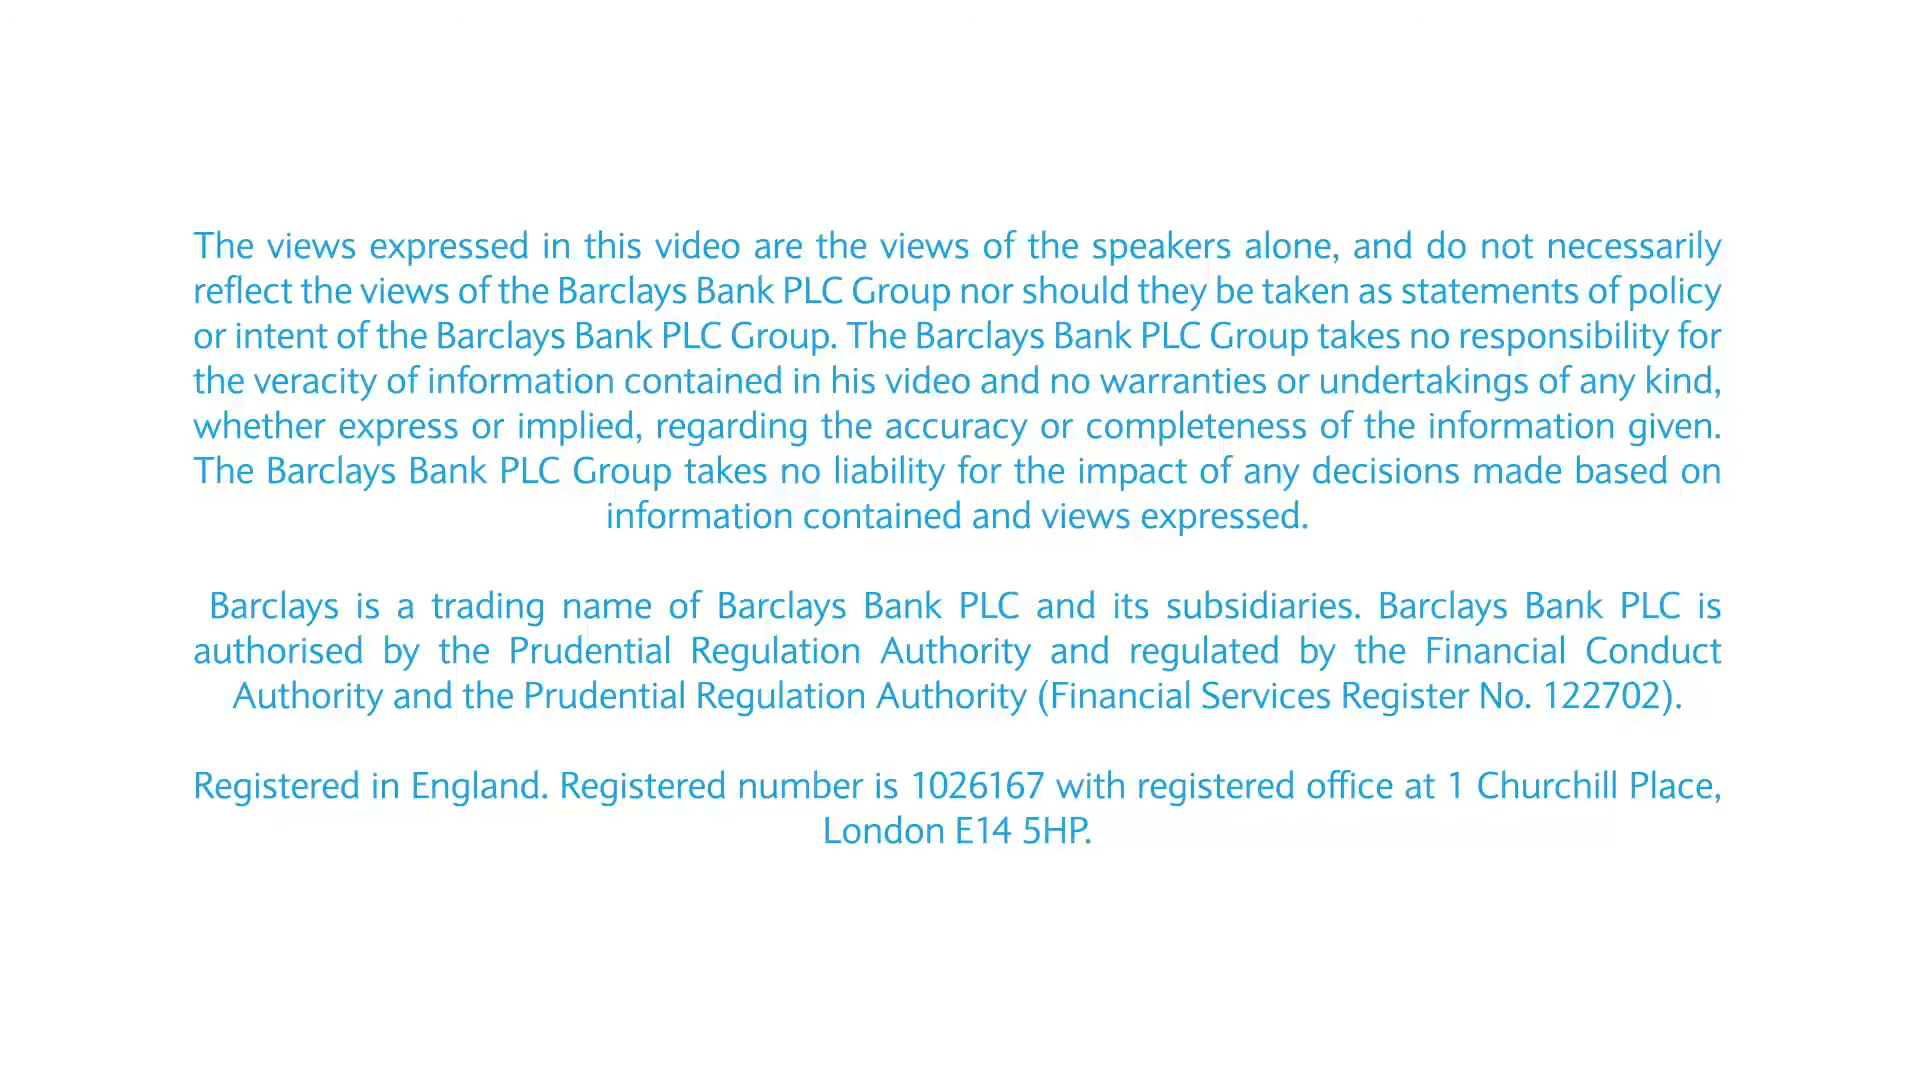 The views expressed in this video are the views of the speakers alone, and do not necessarily
reflect the views of the Barclays Bank PLC Group nor should they be taken as statements of policy
or intent of the Barclays Bank PLC Group. The Barclays Bank PLC Group takes no responsibility for
the veracity of information contained in his video and no warranties or undertakings of any kind,
whether express or implied, regarding the accuracy or completeness of the information given.
The Barclays Bank PLC Group takes no liability for the impact of any decisions made based on
information contained and views expressed.
Barclays is a trading name of Barclays Bank PLC and its subsidiaries. Barclays Bank PLC is
authorised by the Prudential Regulation Authority and regulated by the Financial Conduct
Authority and the Prudential Regulation Authority (Financial Services Register No. 122702).
Registered in England. Registered number is 1026167 with registered office at 1 Churchill Place,
London E14 5HP.